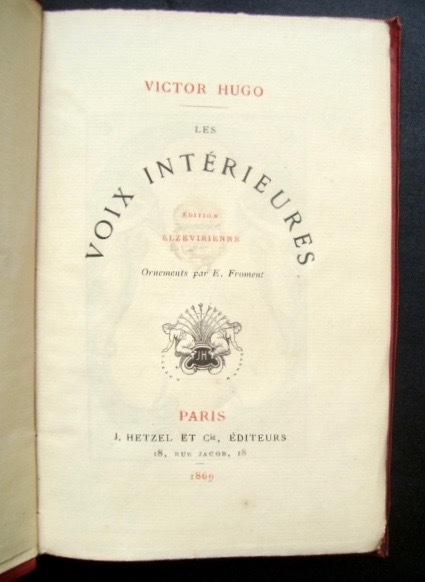 VICTOR HUGO
LES
VOIX INTÉRIEURES
ÉDITION
ELZEVIRIENNE
Ornements par E. Froment
JH
PARIS
J. HETZEL ET Cie, ÉDITEURS
18, RUE JACOB, 18
1869